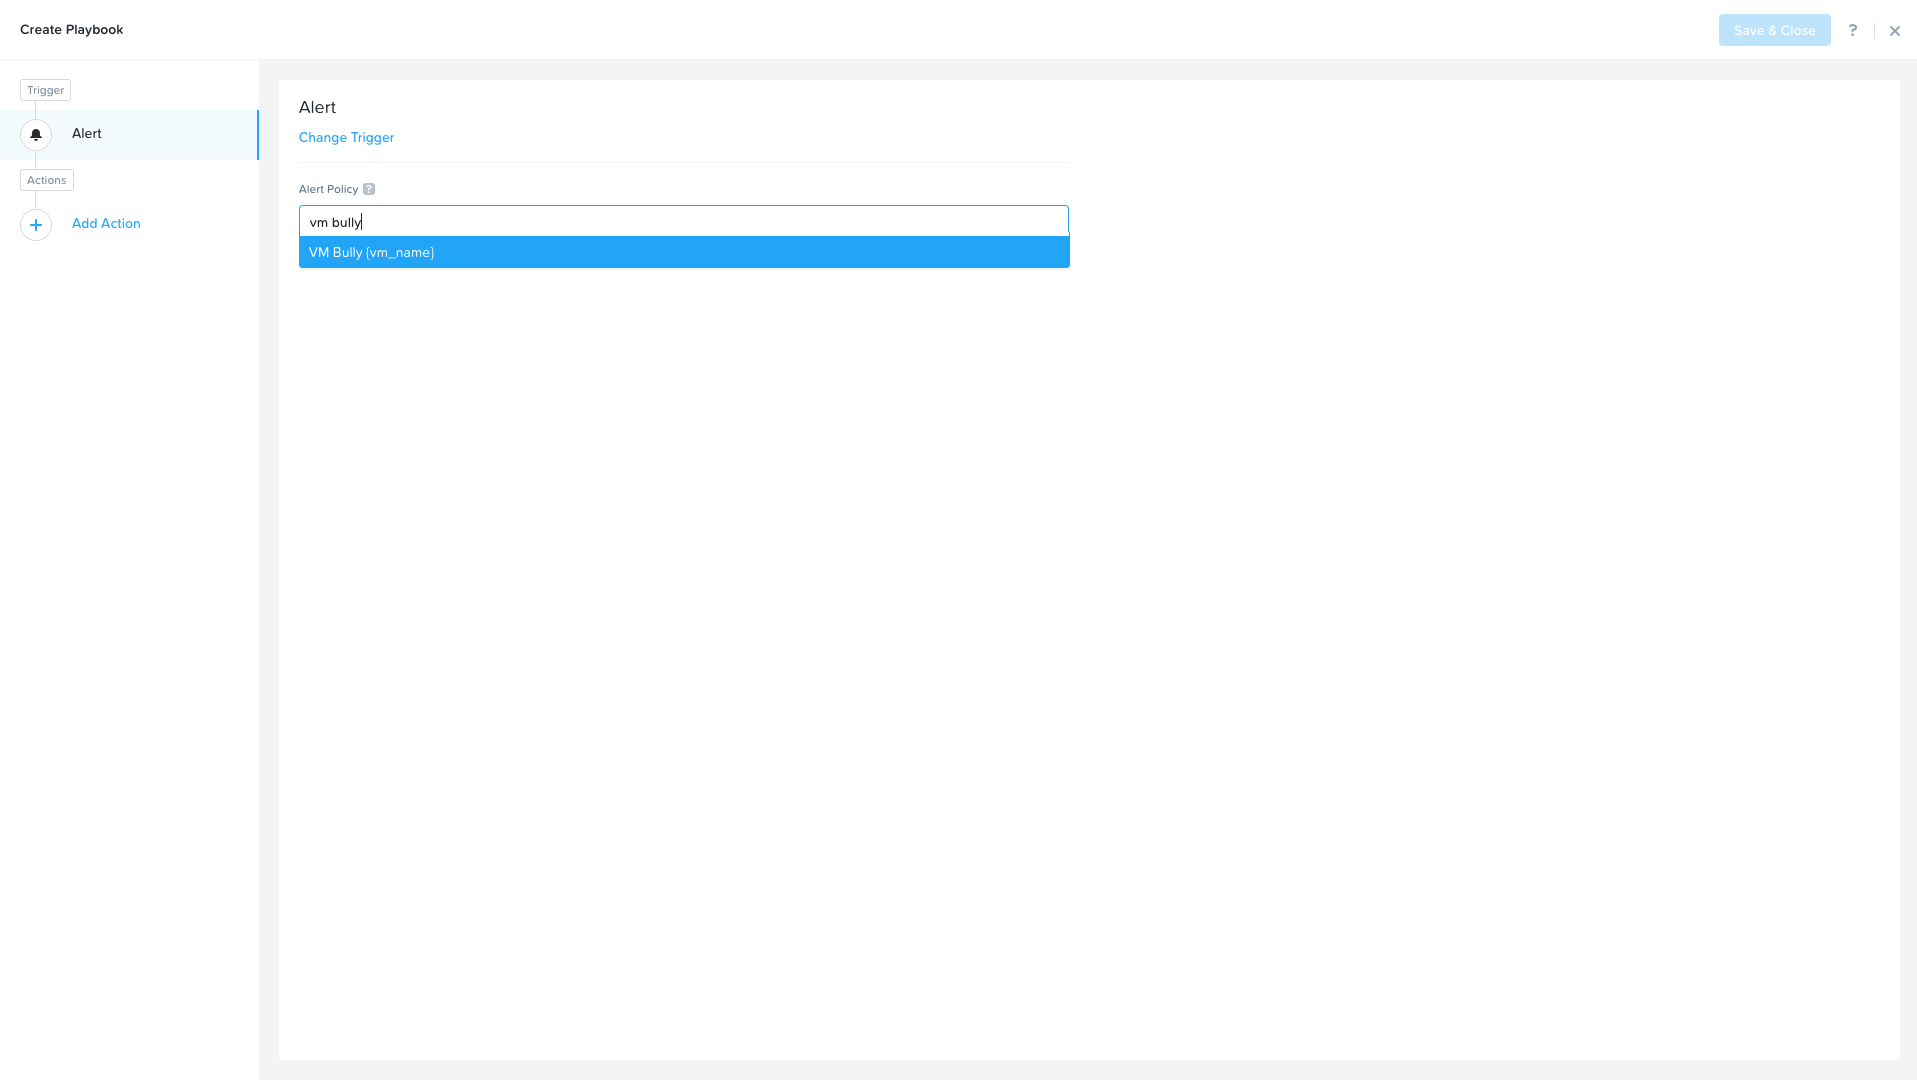 Create Playbook
Save & Close
?
Trigger
Alert
Actions
Add Action
Alert
Change Trigger
Alert Policy ?
vm bully
VM Bully {vm_name}